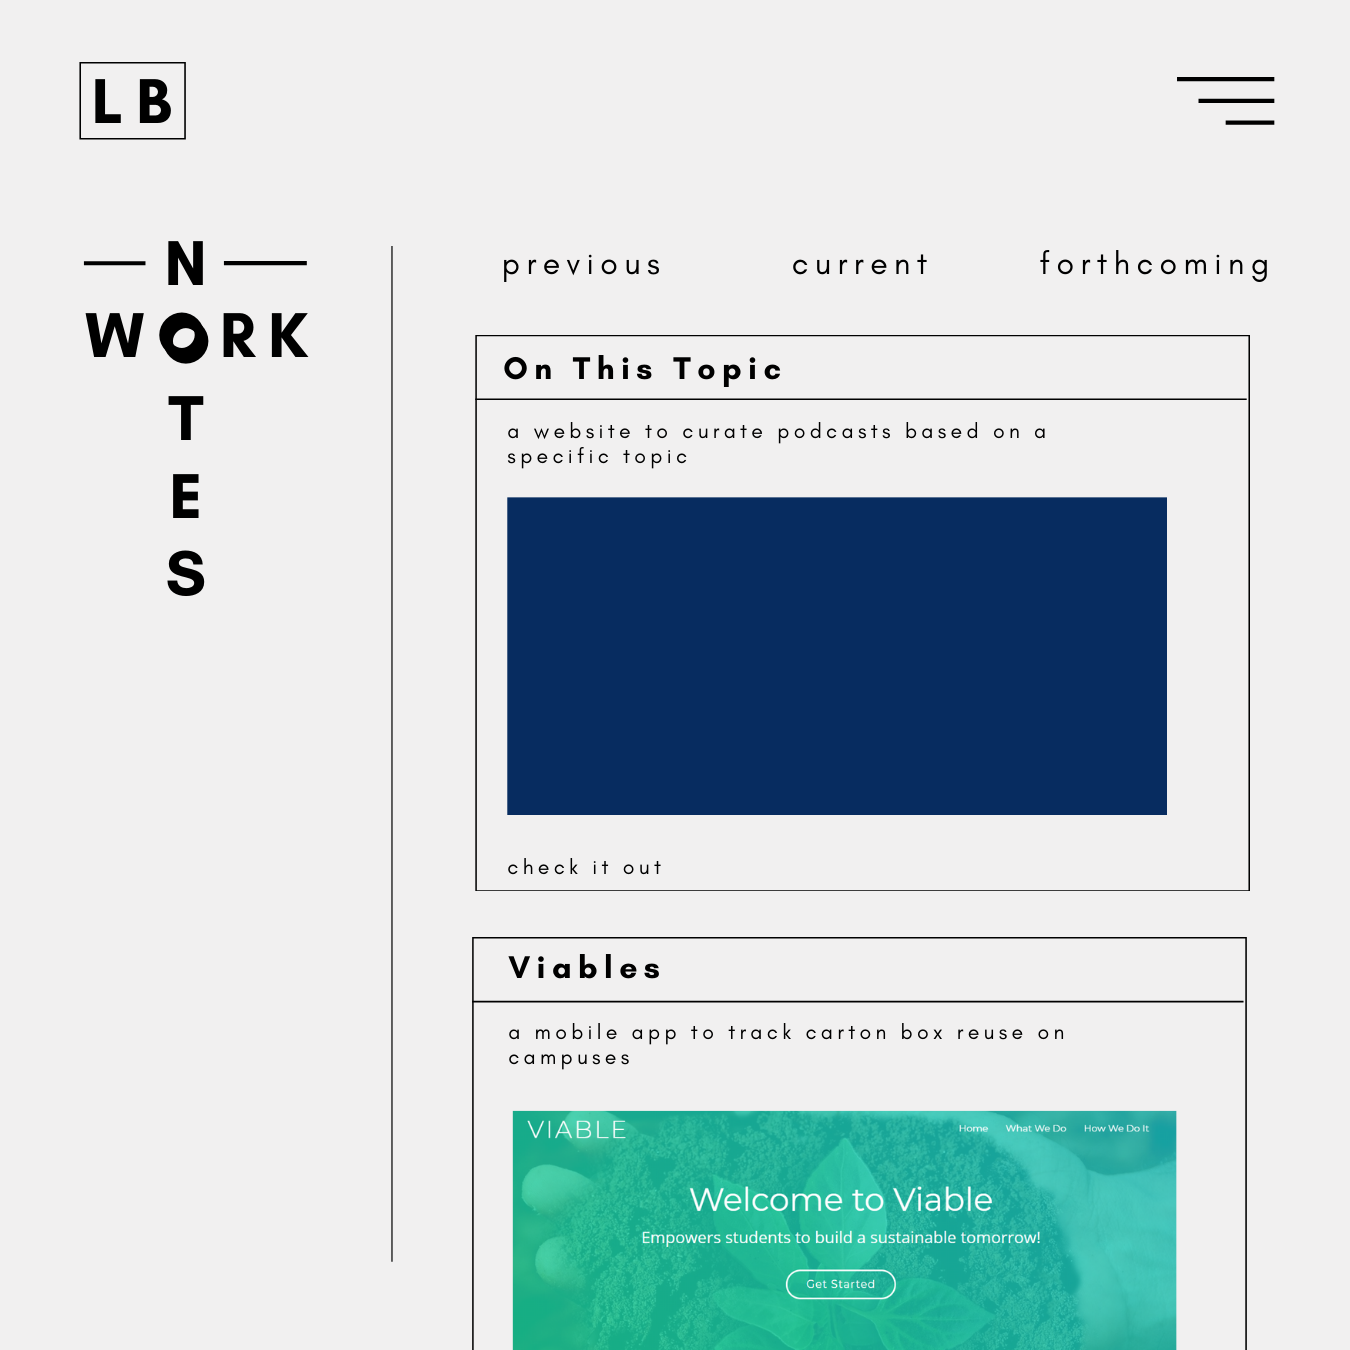 L B
N
WORK
T
E
S
previous current forthcoming
On This Topic
a website to curate podcasts based on a
specific topic
check it out
Viables
a mobile app to track carton box reuse on
campuses
VIABLE Home What We Do How We Do It
Welcome to Viable
Empowers students to build a sustainable tomorrow!
Get Started